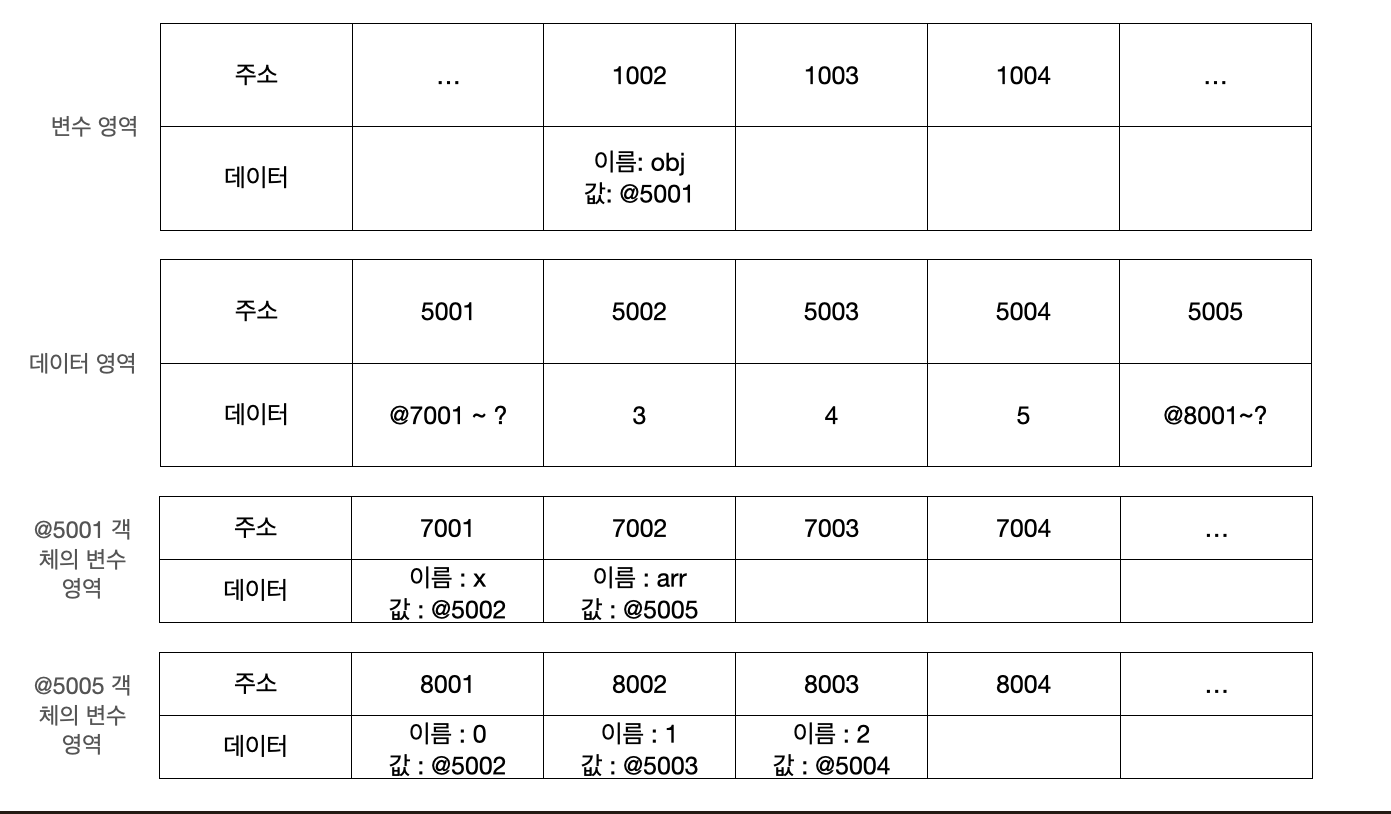 변수 영역
주소 … 1002 1003 1004 …
데이터 이름: obj
값: @5001
데이터 영역
주소 5001 5002 5003 5004 5005
데이터 @7001 ~ ? 3 4 5 @8001~?
@5001 객
체의 변수
영역
주소 7001 7002 7003 7004 …
데이터 이름 : x 이름 : arr
값 : @5002 값 : @5005
@5005 객
체의 변수
영역
주소 8001 8002 8003 8004 …
데이터 이름 : 0 이름 : 1 이름 : 2
값 : @5002 값 : @5003 값 : @5004